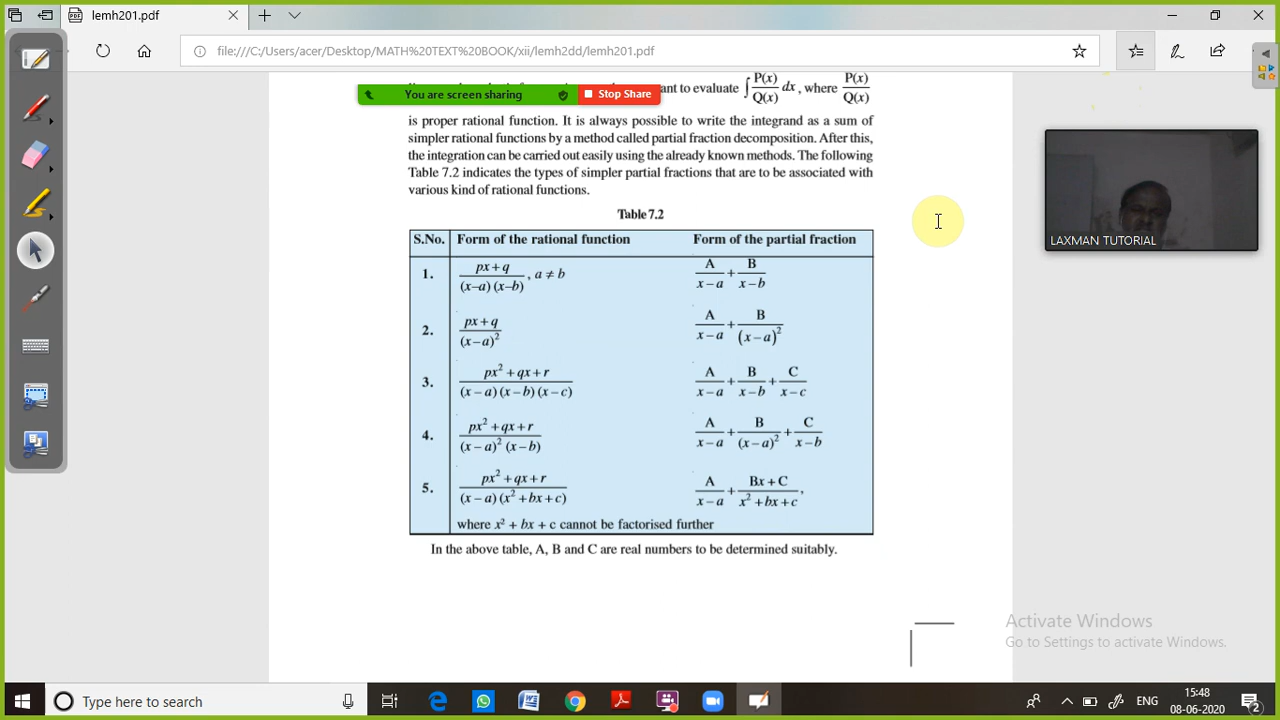 lemh201.pdf
file:///C:/Users/acer/Desktop/MATH%20TEXT%20BOOK/xii/lemh2dd/lemh201.pdf
You are screen sharing
Stop Share
ant to evaluate ∫ P(x)/Q(x) dx, where P(x)/Q(x)
is proper rational function. It is always possible to write the integrand as a sum of
simpler rational functions by a method called partial fraction decomposition. After this,
the integration can be carried out easily using the already known methods. The following
Table 7.2 indicates the types of simpler partial fractions that are to be associated with
various kind of rational functions.
Table 7.2
S.No. Form of the rational function Form of the partial fraction
1. px+q/(x–a)(x–b), a ≠ b A/x–a + B/x–b
2. px+q/(x–a)² A/x–a + B/(x–a)²
3. px²+qx+r/(x–a)(x–b)(x–c) A/x–a + B/x–b + C/x–c
4. px²+qx+r/(x–a)²(x–b) A/x–a + B/(x–a)² + C/x–b
5. px²+qx+r/(x–a)(x²+bx+c) A/x–a + Bx+C/x²+bx+c,
where x² + bx + c cannot be factorised further
In the above table, A, B and C are real numbers to be determined suitably.
LAXMAN TUTORIAL
Activate Windows
Go to Settings to activate Windows.
Type here to search
ENG
15:48
08-06-2020
2